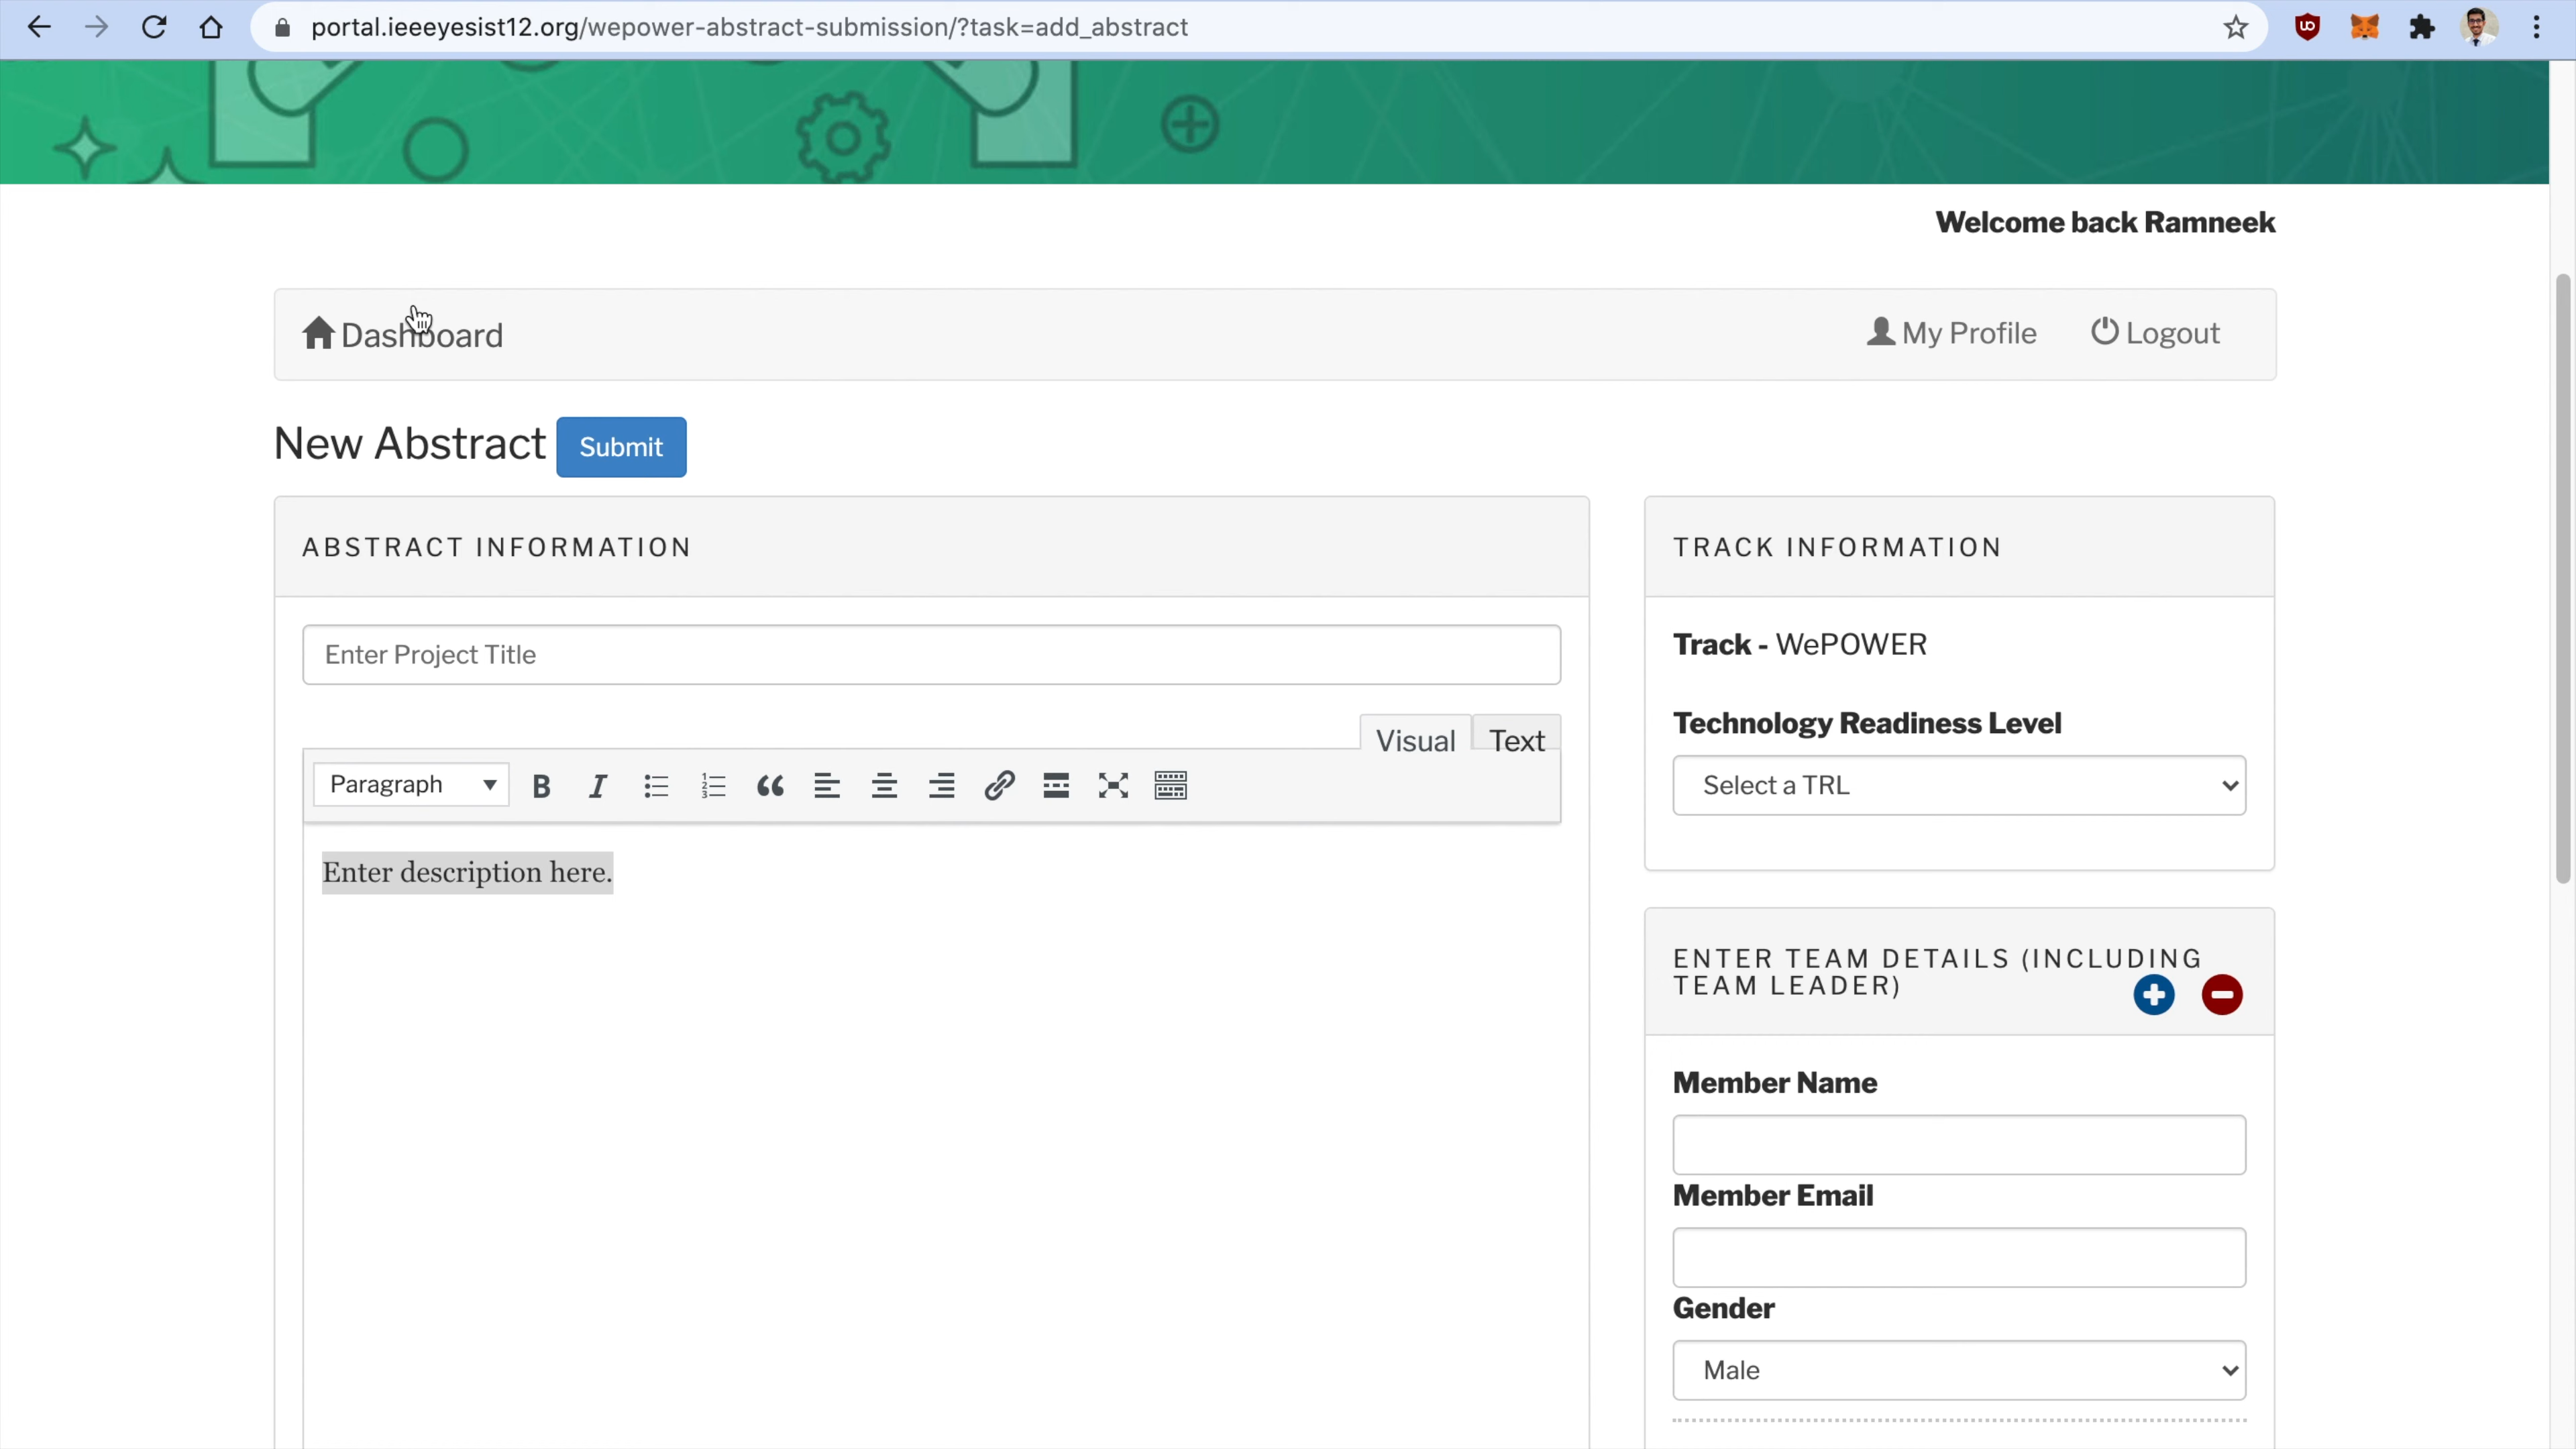 portal.ieeeyesist12.org/wepower-abstract-submission/?task=add_abstract
Welcome back Ramneek
Dashboard
My Profile
Logout
New Abstract
Submit
ABSTRACT INFORMATION
Enter Project Title
Visual
Text
Paragraph
Enter description here.
TRACK INFORMATION
Track - WePOWER
Technology Readiness Level
Select a TRL
ENTER TEAM DETAILS (INCLUDING
TEAM LEADER)
Member Name
Member Email
Gender
Male